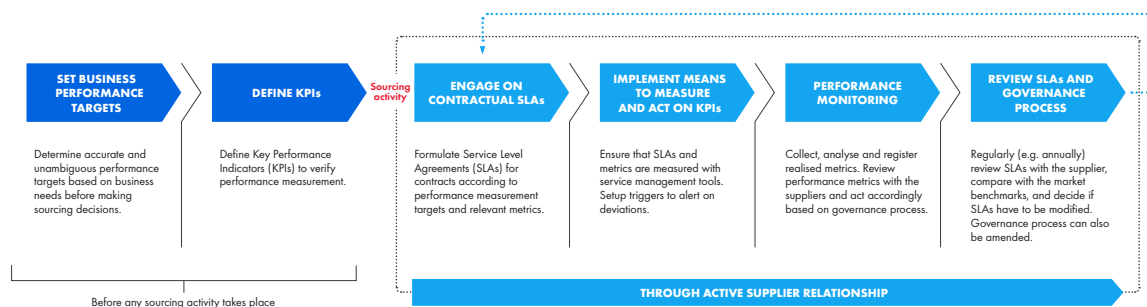 SET BUSINESS
PERFORMANCE
TARGETS
DEFINE KPIs
Sourcing
activity
ENGAGE ON
CONTRACTUAL SLAs
IMPLEMENT MEANS
TO MEASURE
AND ACT ON KPIs
PERFORMANCE
MONITORING
REVIEW SLAs AND
GOVERNANCE
PROCESS
Determine accurate and
unambiguous performance
targets based on business
needs before making
sourcing decisions.
Define Key Performance
Indicators (KPIs) to verify
performance measurement.
Formulate Service Level
Agreements (SLAs) for
contracts according to
performance measurement
targets and relevant metrics.
Ensure that SLAs and
metrics are measured with
service management tools.
Setup triggers to alert on
deviations.
Collect, analyse and register
realised metrics. Review
performance metrics with the
suppliers and act accordingly
based on governance process.
Regularly (e.g. annually)
review SLAs with the supplier,
compare with the market
benchmarks, and decide if
SLAs have to be modified.
Governance process can also
be amended.
Before any sourcing activity takes place
THROUGH ACTIVE SUPPLIER RELATIONSHIP